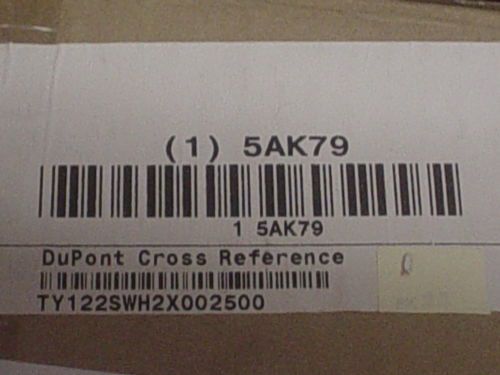 (1) 5AK79
1 5AK79
DuPont Cross Reference
TY122SWH2X002500